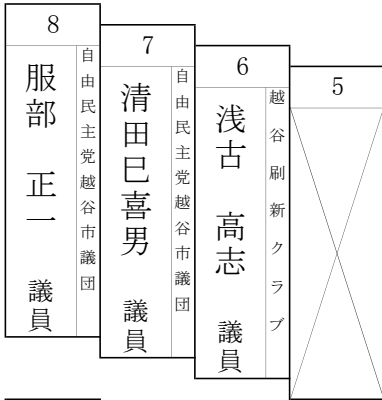 5
6
越谷刷新クラブ
浅古 高志 議員
7
自由民主党越谷市議団
清田巳喜男 議員
8
自由民主党越谷市議団
服部 正一 議員